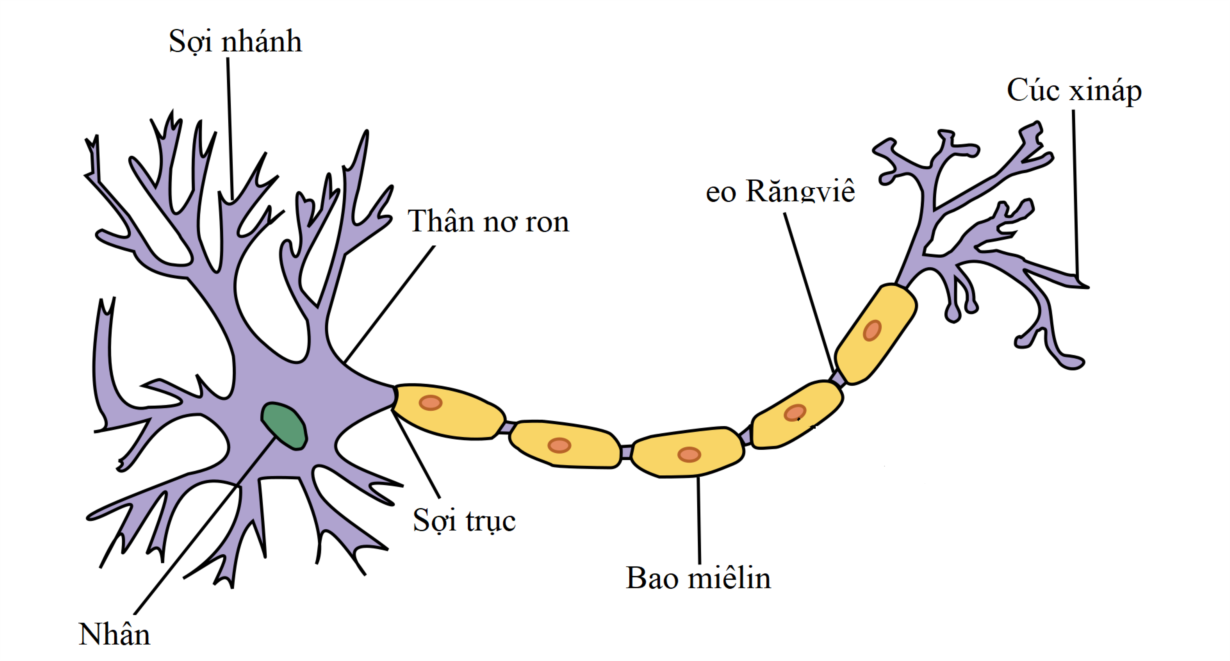 Sợi nhánh
Cúc xináp
eo Răngviê
Thân nơ ron
Sợi trục
Bao miêlin
Nhân